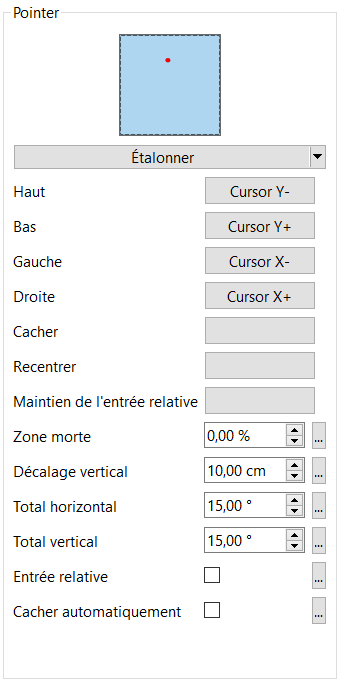 Pointer
Étalonner
Haut Cursor Y-
Bas Cursor Y+
Gauche Cursor X-
Droite Cursor X+
Cacher
Recentrer
Maintien de l'entrée relative
Zone morte 0,00 % ...
Décalage vertical 10,00 cm ...
Total horizontal 15,00 ° ...
Total vertical 15,00 ° ...
Entrée relative ...
Cacher automatiquement ...